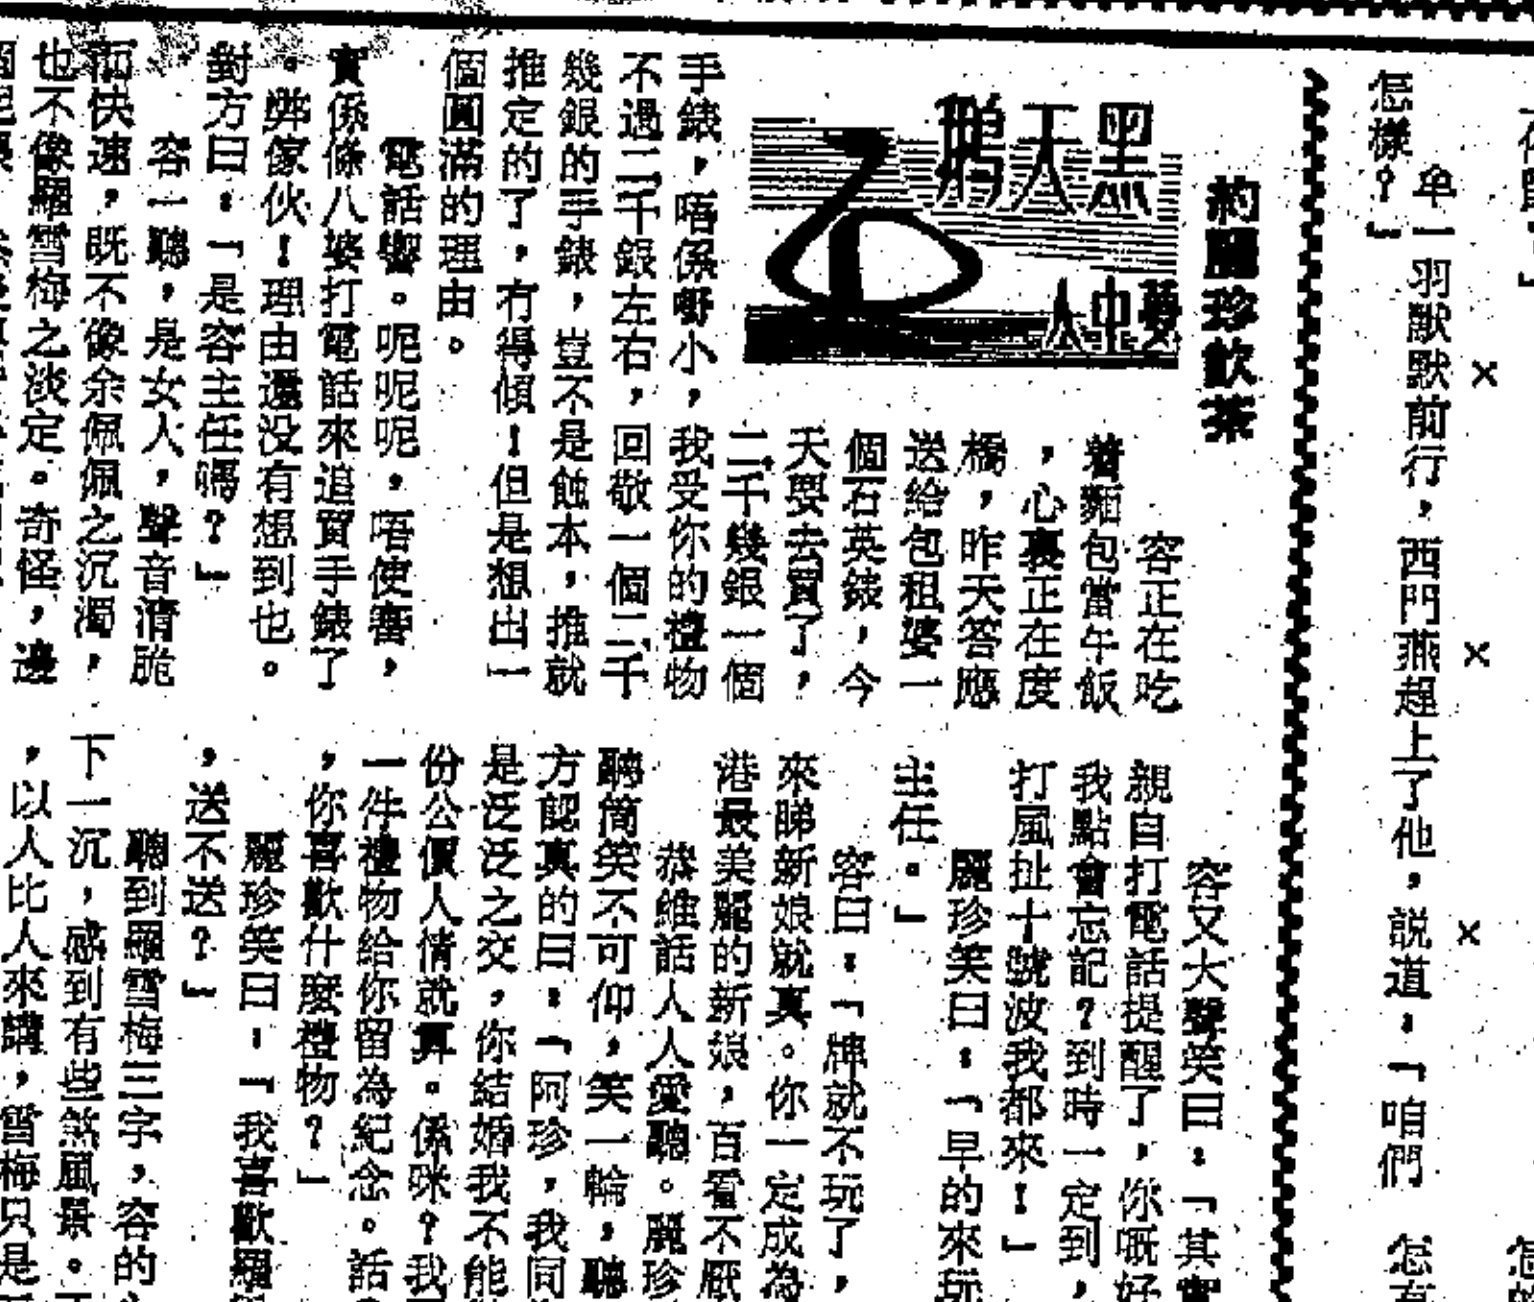 怎樣？」
单一羽默默前行，西門燕趕上了他，説道：「咱們
約麗珍飲茶
黑天鵝
夢中人
容正在吃
着麵包當午飯
，心裏正在度
橋，昨天答應
送給包租婆一
個石英錶，今
天要去買了，
二千幾銀一個
手錶，唔係嘢小，我受你的禮物
不過二千銀左右，回敬一個二千
幾銀的手錶，豈不是蝕本，推就
推定的了，冇得傾！但是想出一
個圓滿的理由。
電話響。呢呢呢，唔使審，
實係條八婆打電話來追買手錶了
。弊傢伙！理由還没有想到也。
對方曰：「是容主任嗎？」
容一聽，是女人，聲音清脆
而快速，既不像余佩佩之沉濁，
也不像羅雪梅之淡定。奇怪，邊
容又大聲笑曰：「其實
親自打電話提醒了，你嘅好
我點會忘記？到時一定到，
打風扯十號波我都來！」
麗珍笑曰：「早的來玩
主任。」
容曰：「牌就不玩了，
來睇新娘就真。你一定成為
港最美麗的新娘，百看不厭
恭維話人人愛聽。麗珍
聽筒笑不可仰，笑一輪，聽
方認真的曰：「阿珍，我同
是泛泛之交，你結婚我不能
份公價人情就算。係咪？我
一件禮物給你留為紀念。話
，你喜歡什麼禮物？」
麗珍笑曰：「我喜歡羅
，送不送？」
聽到羅雪梅三字，容的
下一沉，感到有些煞風景。
，以人比人來講，雪梅只是